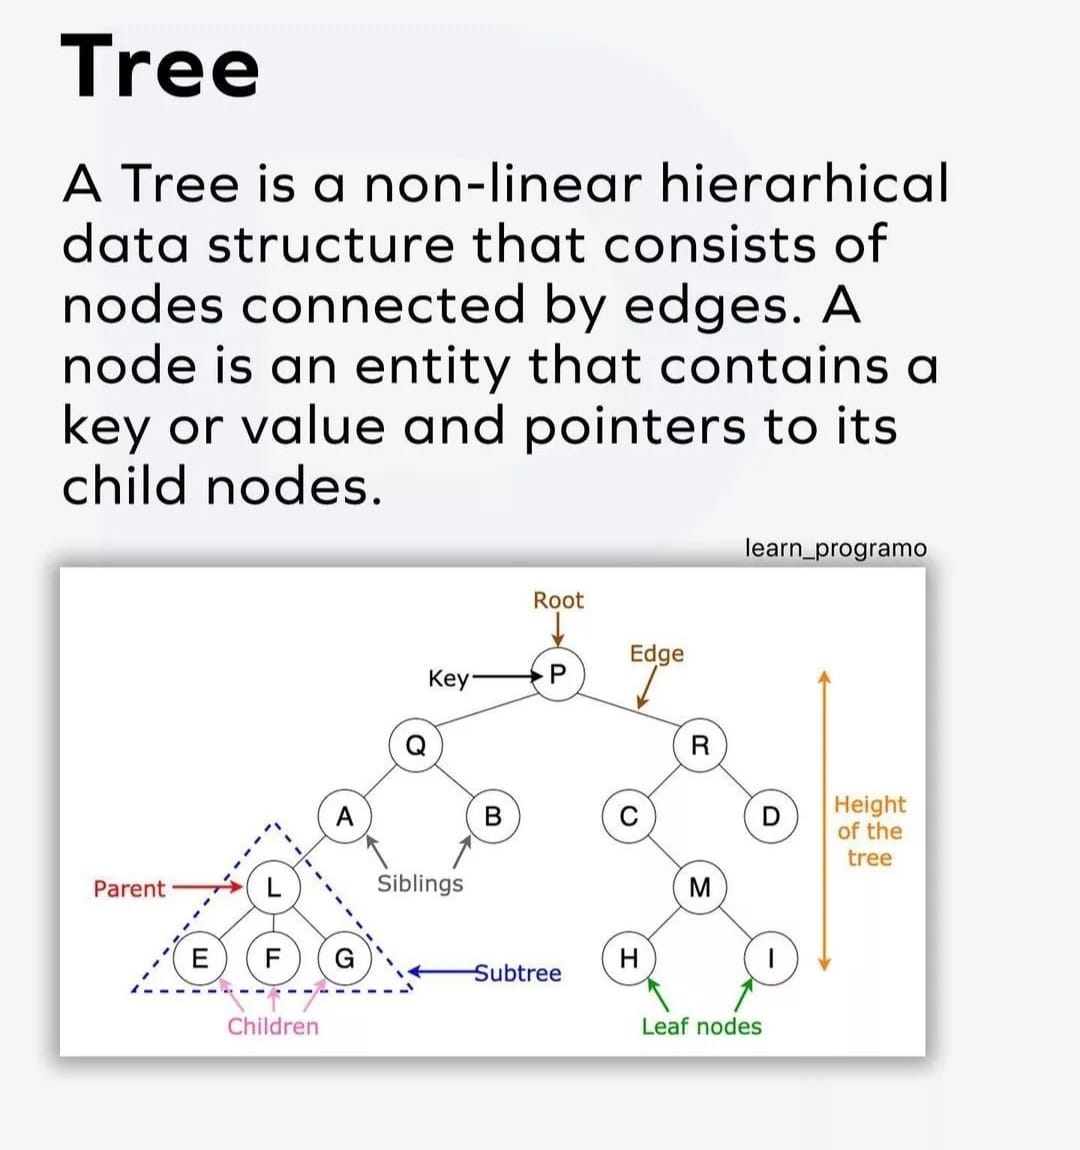 Tree
A Tree is a non-linear hierarhical
data structure that consists of
nodes connected by edges. A
node is an entity that contains a
key or value and pointers to its
child nodes.
learn_programo
Root
Edge
Key P
Q R
A B C D
Height
of the
tree
Siblings
Parent L M
E F G H I
Subtree
Children Leaf nodes